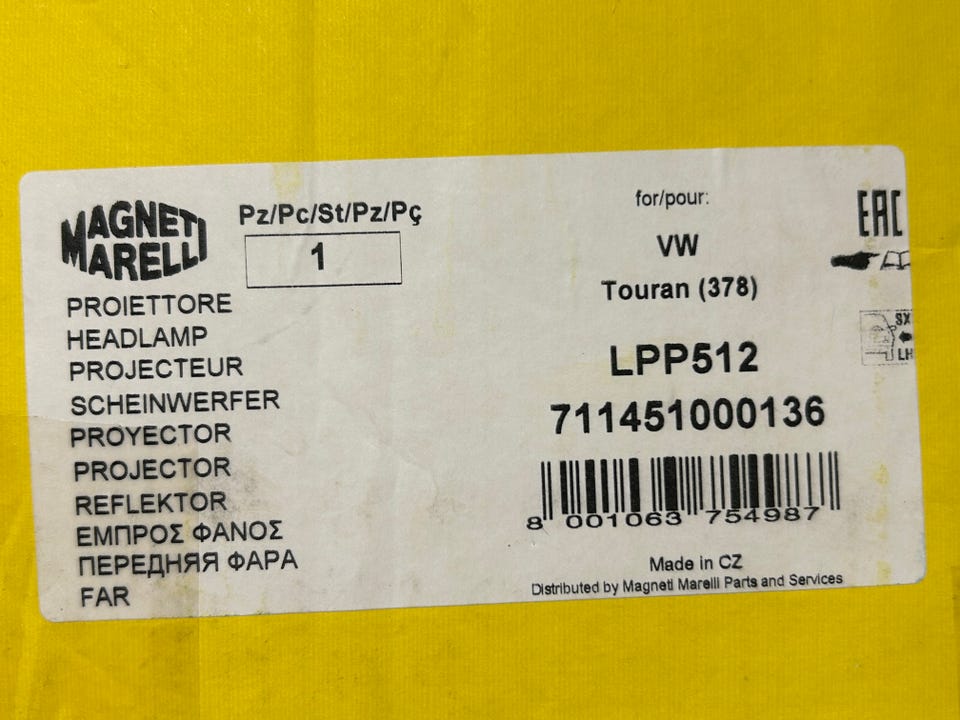 MAGNETI
MARELLI
Pz/Pc/St/Pz/Pç
1
PROIETTORE
HEADLAMP
PROJECTEUR
SCHEINWERFER
PROYECTOR
PROJECTOR
REFLEKTOR
ΕΜΠΡΟΣ ΦΑΝΟΣ
ПЕРЕДНЯЯ ФАРА
FAR
for/pour:
VW
Touran (378)
LPP512
711451000136
8 001063 754987
Made in CZ
Distributed by Magneti Marelli Parts and Services
EAC
SX
LH